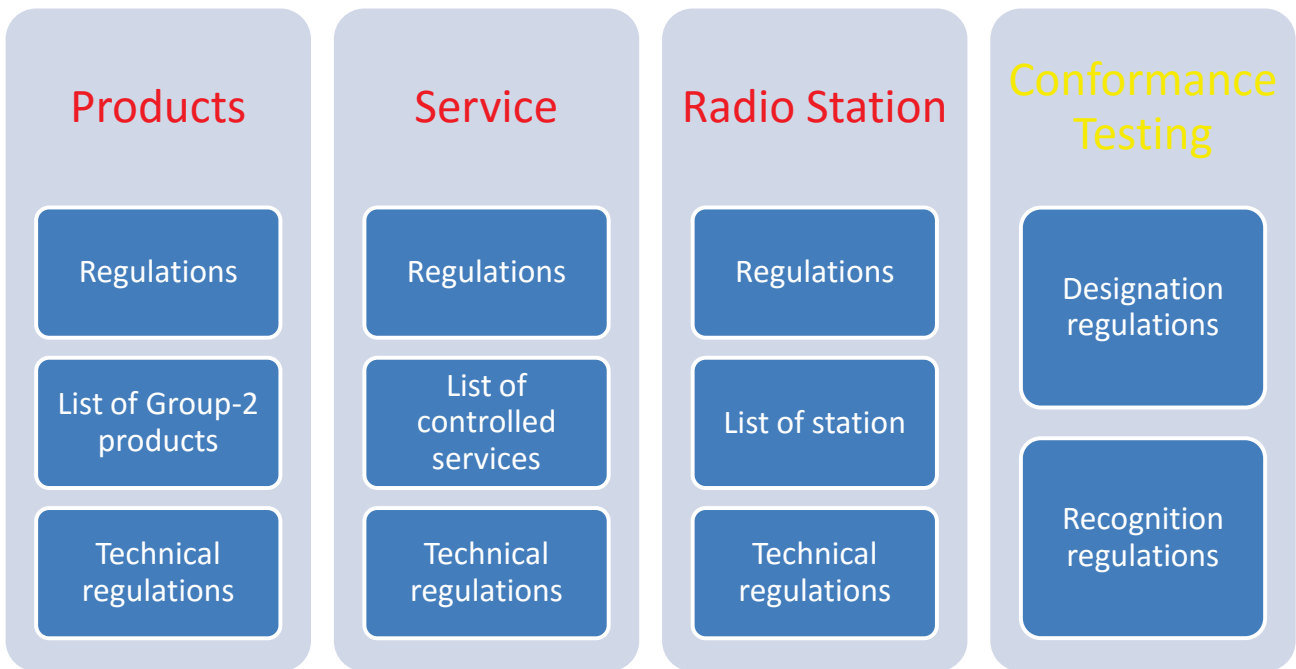 Products
Regulations
List of Group-2
products
Technical
regulations
Service
Regulations
List of
controlled
services
Technical
regulations
Radio Station
Regulations
List of station
Technical
regulations
Conformance
Testing
Designation
regulations
Recognition
regulations